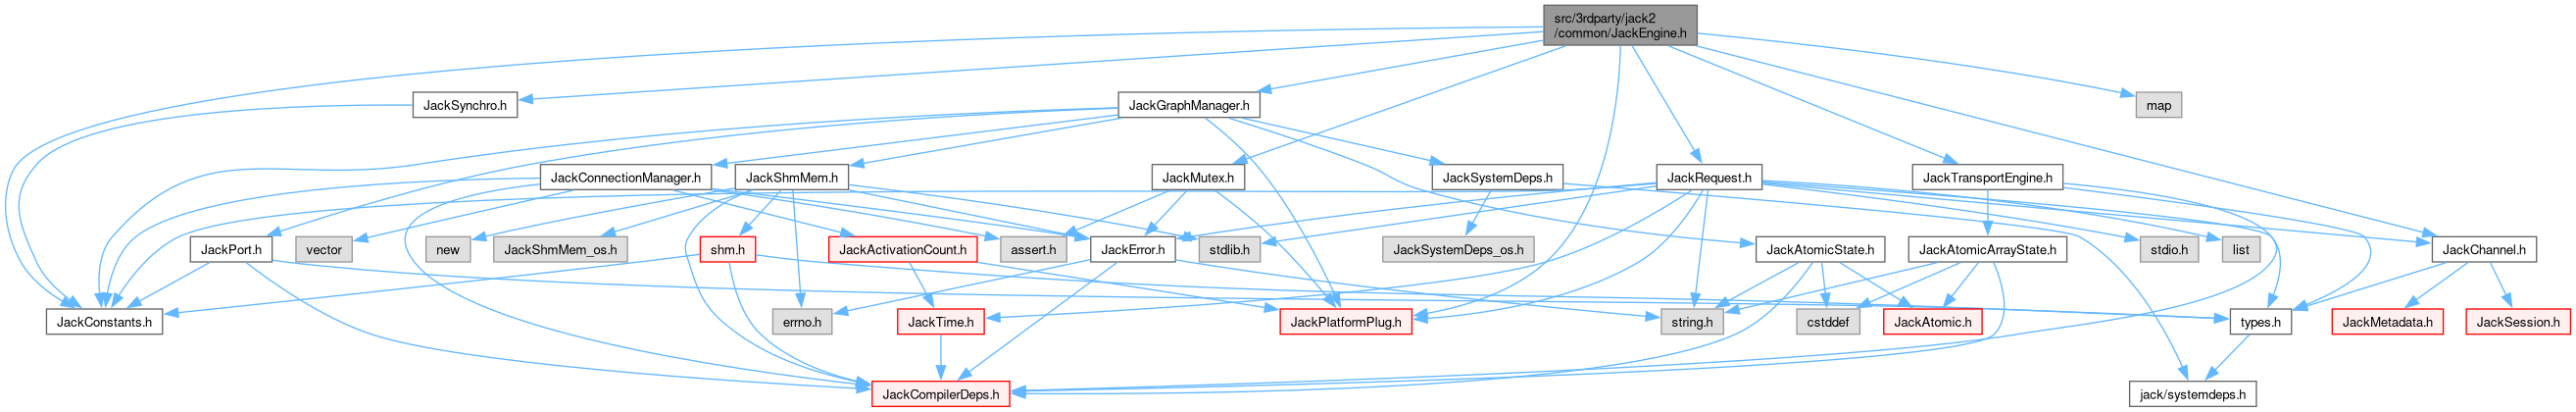 src/3rdparty/jack2
/common/JackEngine.h
JackSynchro.h
JackGraphManager.h
map
JackConnectionManager.h
JackShmMem.h
JackMutex.h
JackSystemDeps.h
JackRequest.h
JackTransportEngine.h
JackPort.h
vector
new
JackShmMem_os.h
shm.h
JackActivationCount.h
assert.h
JackError.h
stdlib.h
JackSystemDeps_os.h
JackAtomicState.h
JackAtomicArrayState.h
stdio.h
list
JackChannel.h
JackConstants.h
errno.h
JackTime.h
JackPlatformPlug.h
string.h
cstddef
JackAtomic.h
types.h
JackMetadata.h
JackSession.h
JackCompilerDeps.h
jack/systemdeps.h